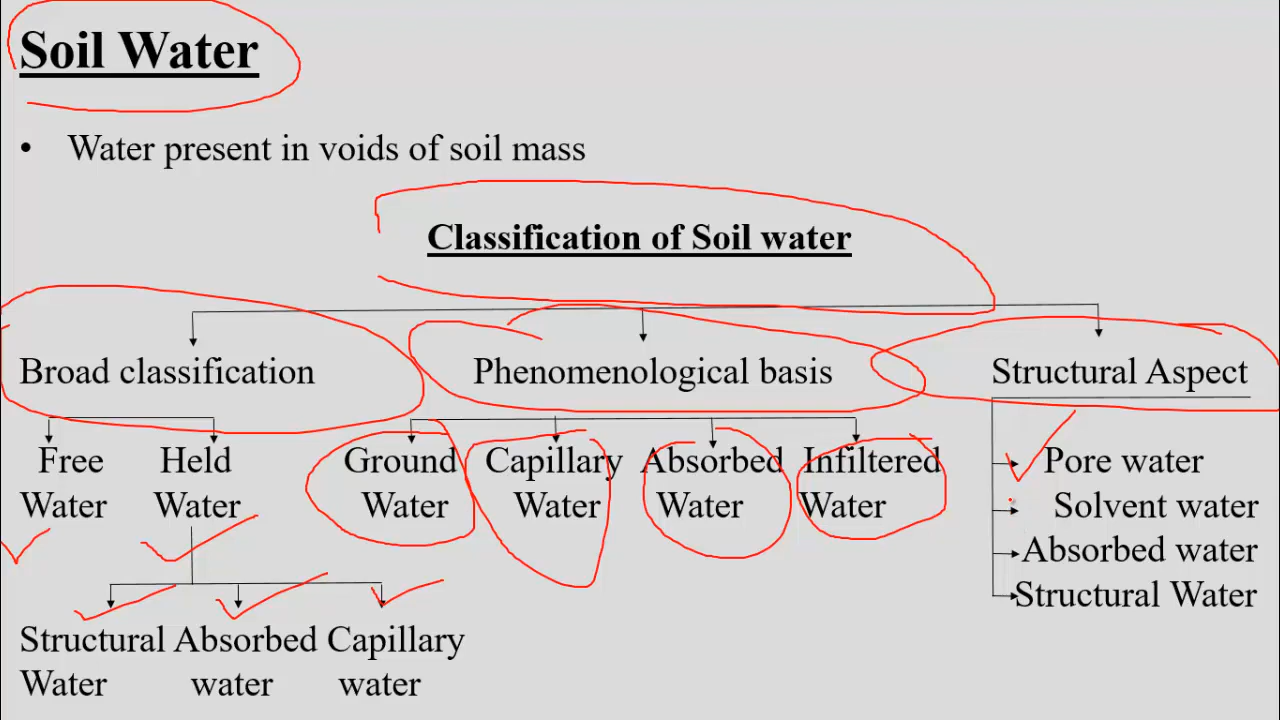 Soil Water
• Water present in voids of soil mass
Classification of Soil water
Broad classification
Phenomenological basis
Structural Aspect
Free
Water
Held
Water
Ground
Water
Capillary
Water
Absorbed
Water
Infiltered
Water
Pore water
Solvent water
Absorbed water
Structural Water
Structural
Water
Absorbed
water
Capillary
water